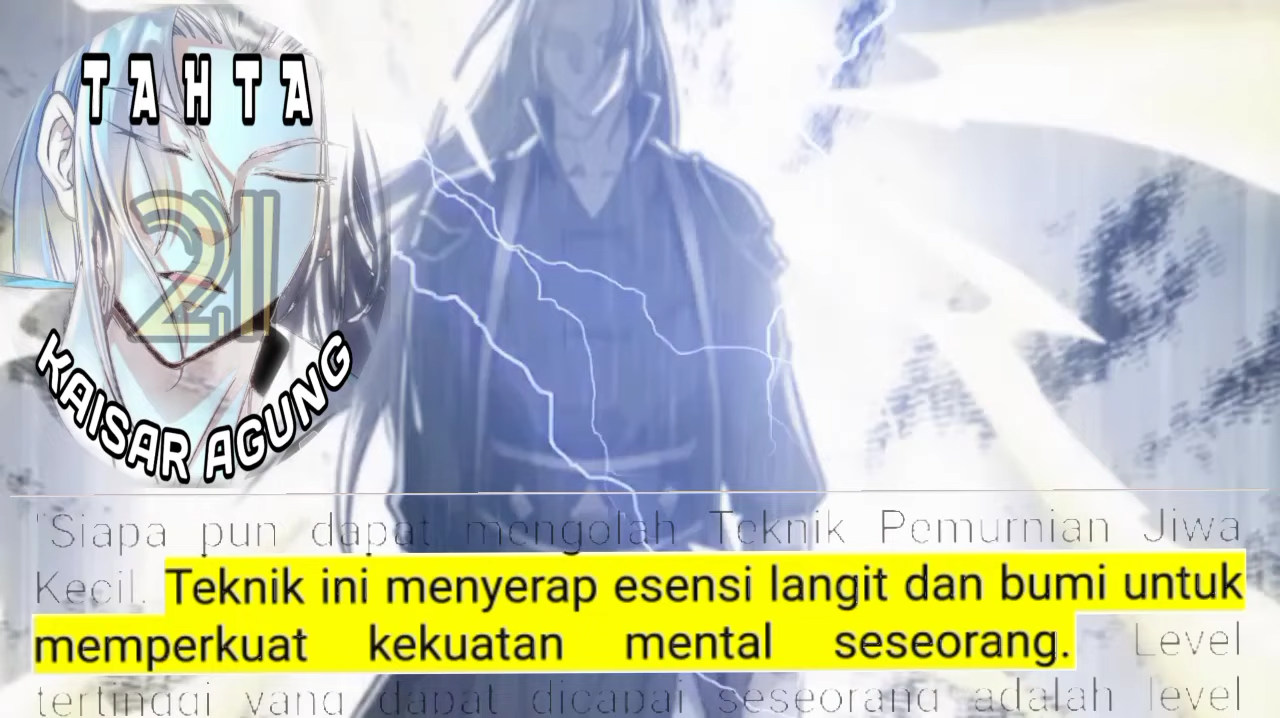 TAHTA
21
KAISAR AGUNG
"Siapa pun dapat mengolah Teknik Pemurnian Jiwa
Kecil. Teknik ini menyerap esensi langit dan bumi untuk
memperkuat kekuatan mental seseorang. Level
tertinggi yang dapat dicapai seseorang adalah level